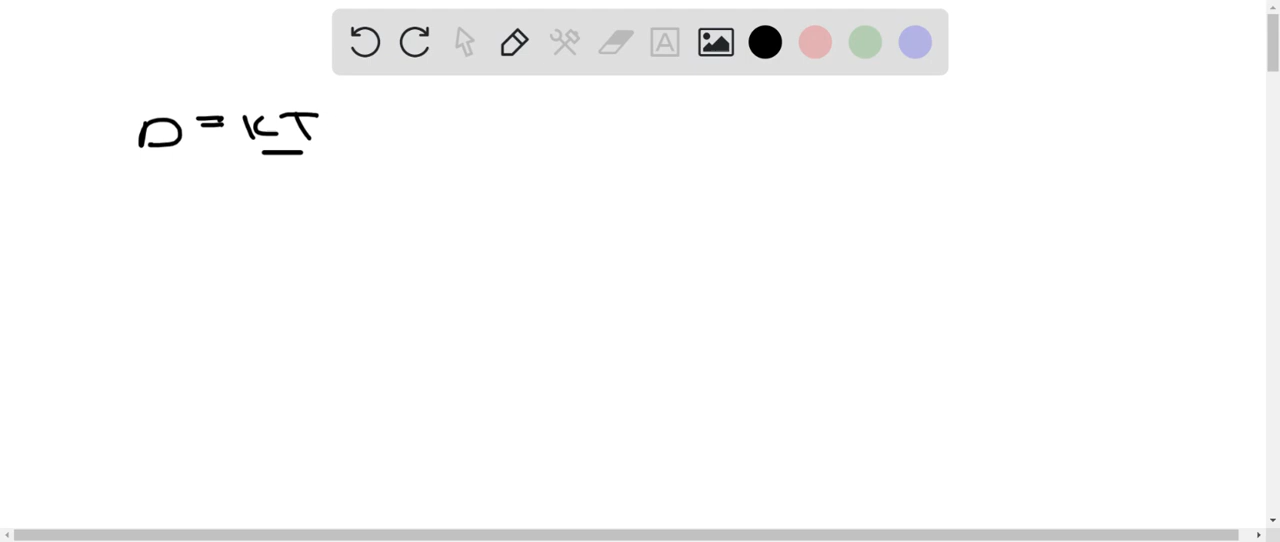 D = KT